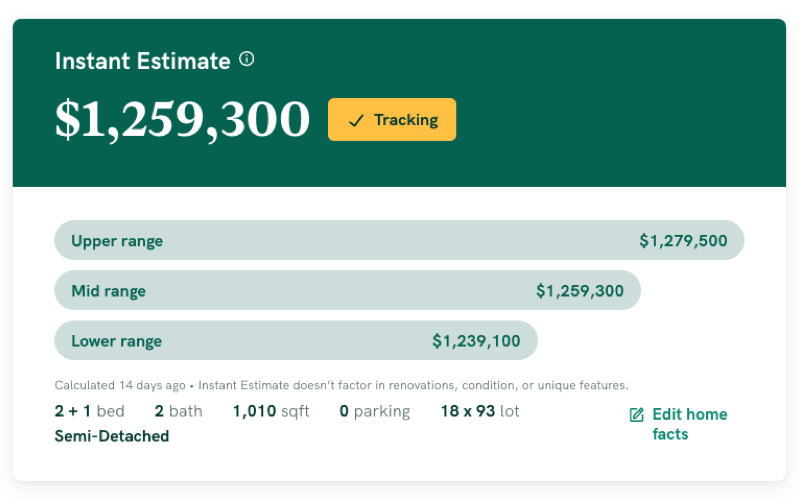 Instant Estimate
$1,259,300
Tracking
Upper range $1,279,500
Mid range $1,259,300
Lower range $1,239,100
Calculated 14 days ago • Instant Estimate doesn’t factor in renovations, condition, or unique features.
2 + 1 bed 2 bath 1,010 sqft 0 parking 18 x 93 lot
Semi-Detached
Edit home
facts